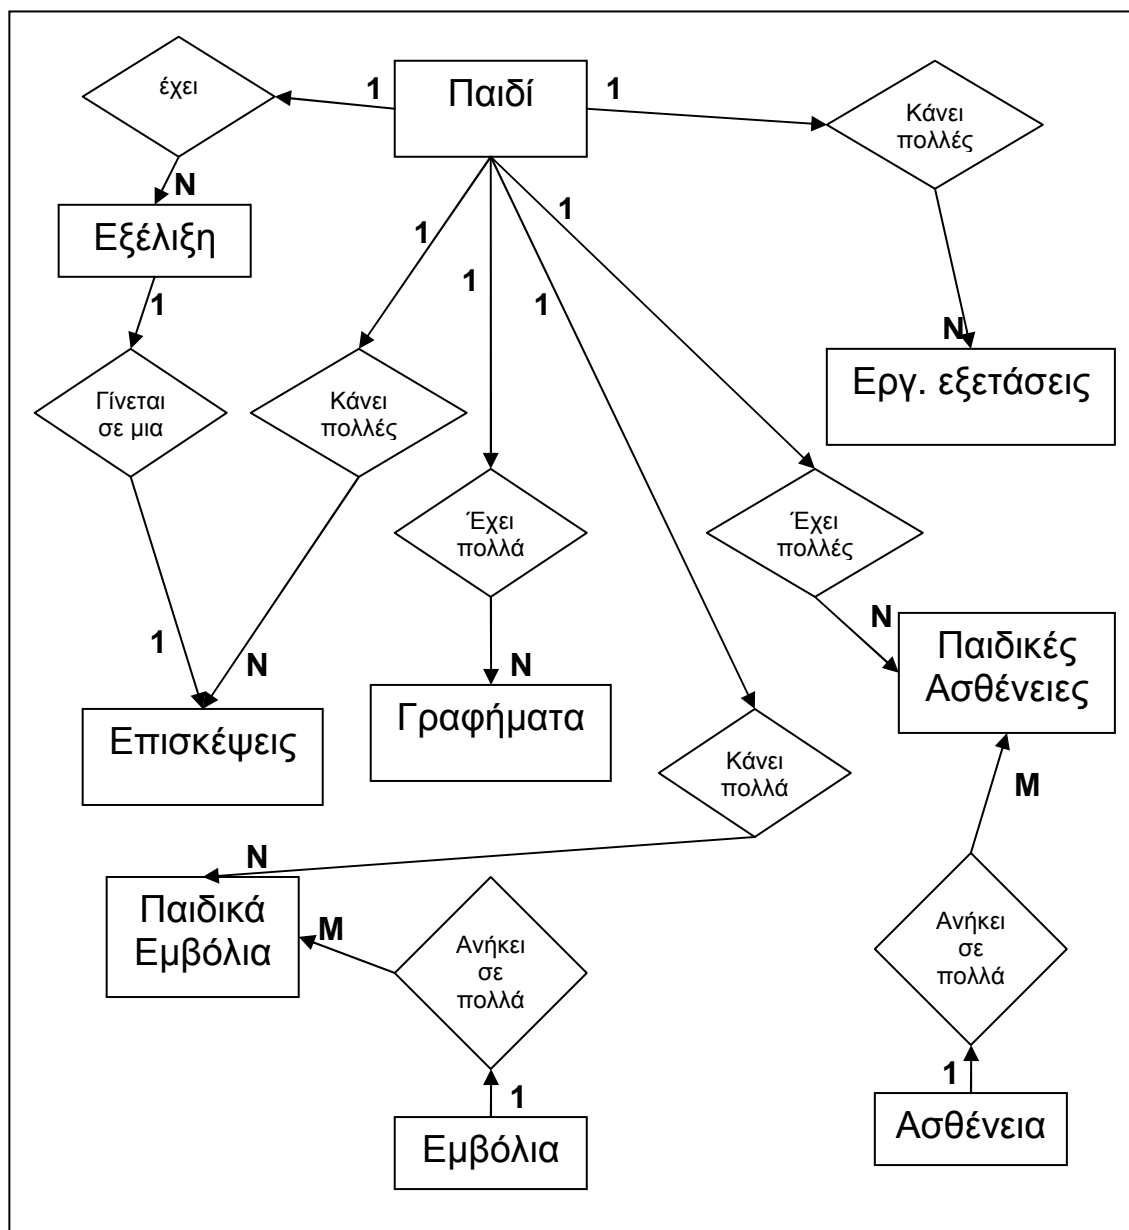 έχει
1
Παιδί
1
Κάνει
πολλές
N
Εξέλιξη
1
1
1
1
1
N
Εργ. εξετάσεις
Γίνεται
σε μια
Κάνει
πολλές
Έχει
πολλά
Έχει
πολλές
1
N
N
N
Παιδικές
Ασθένειες
Επισκέψεις
Γραφήματα
Κάνει
πολλά
M
N
Παιδικά
Εμβόλια
M
Ανήκει
σε
πολλά
Ανήκει
σε
πολλά
1
Εμβόλια
1
Ασθένεια